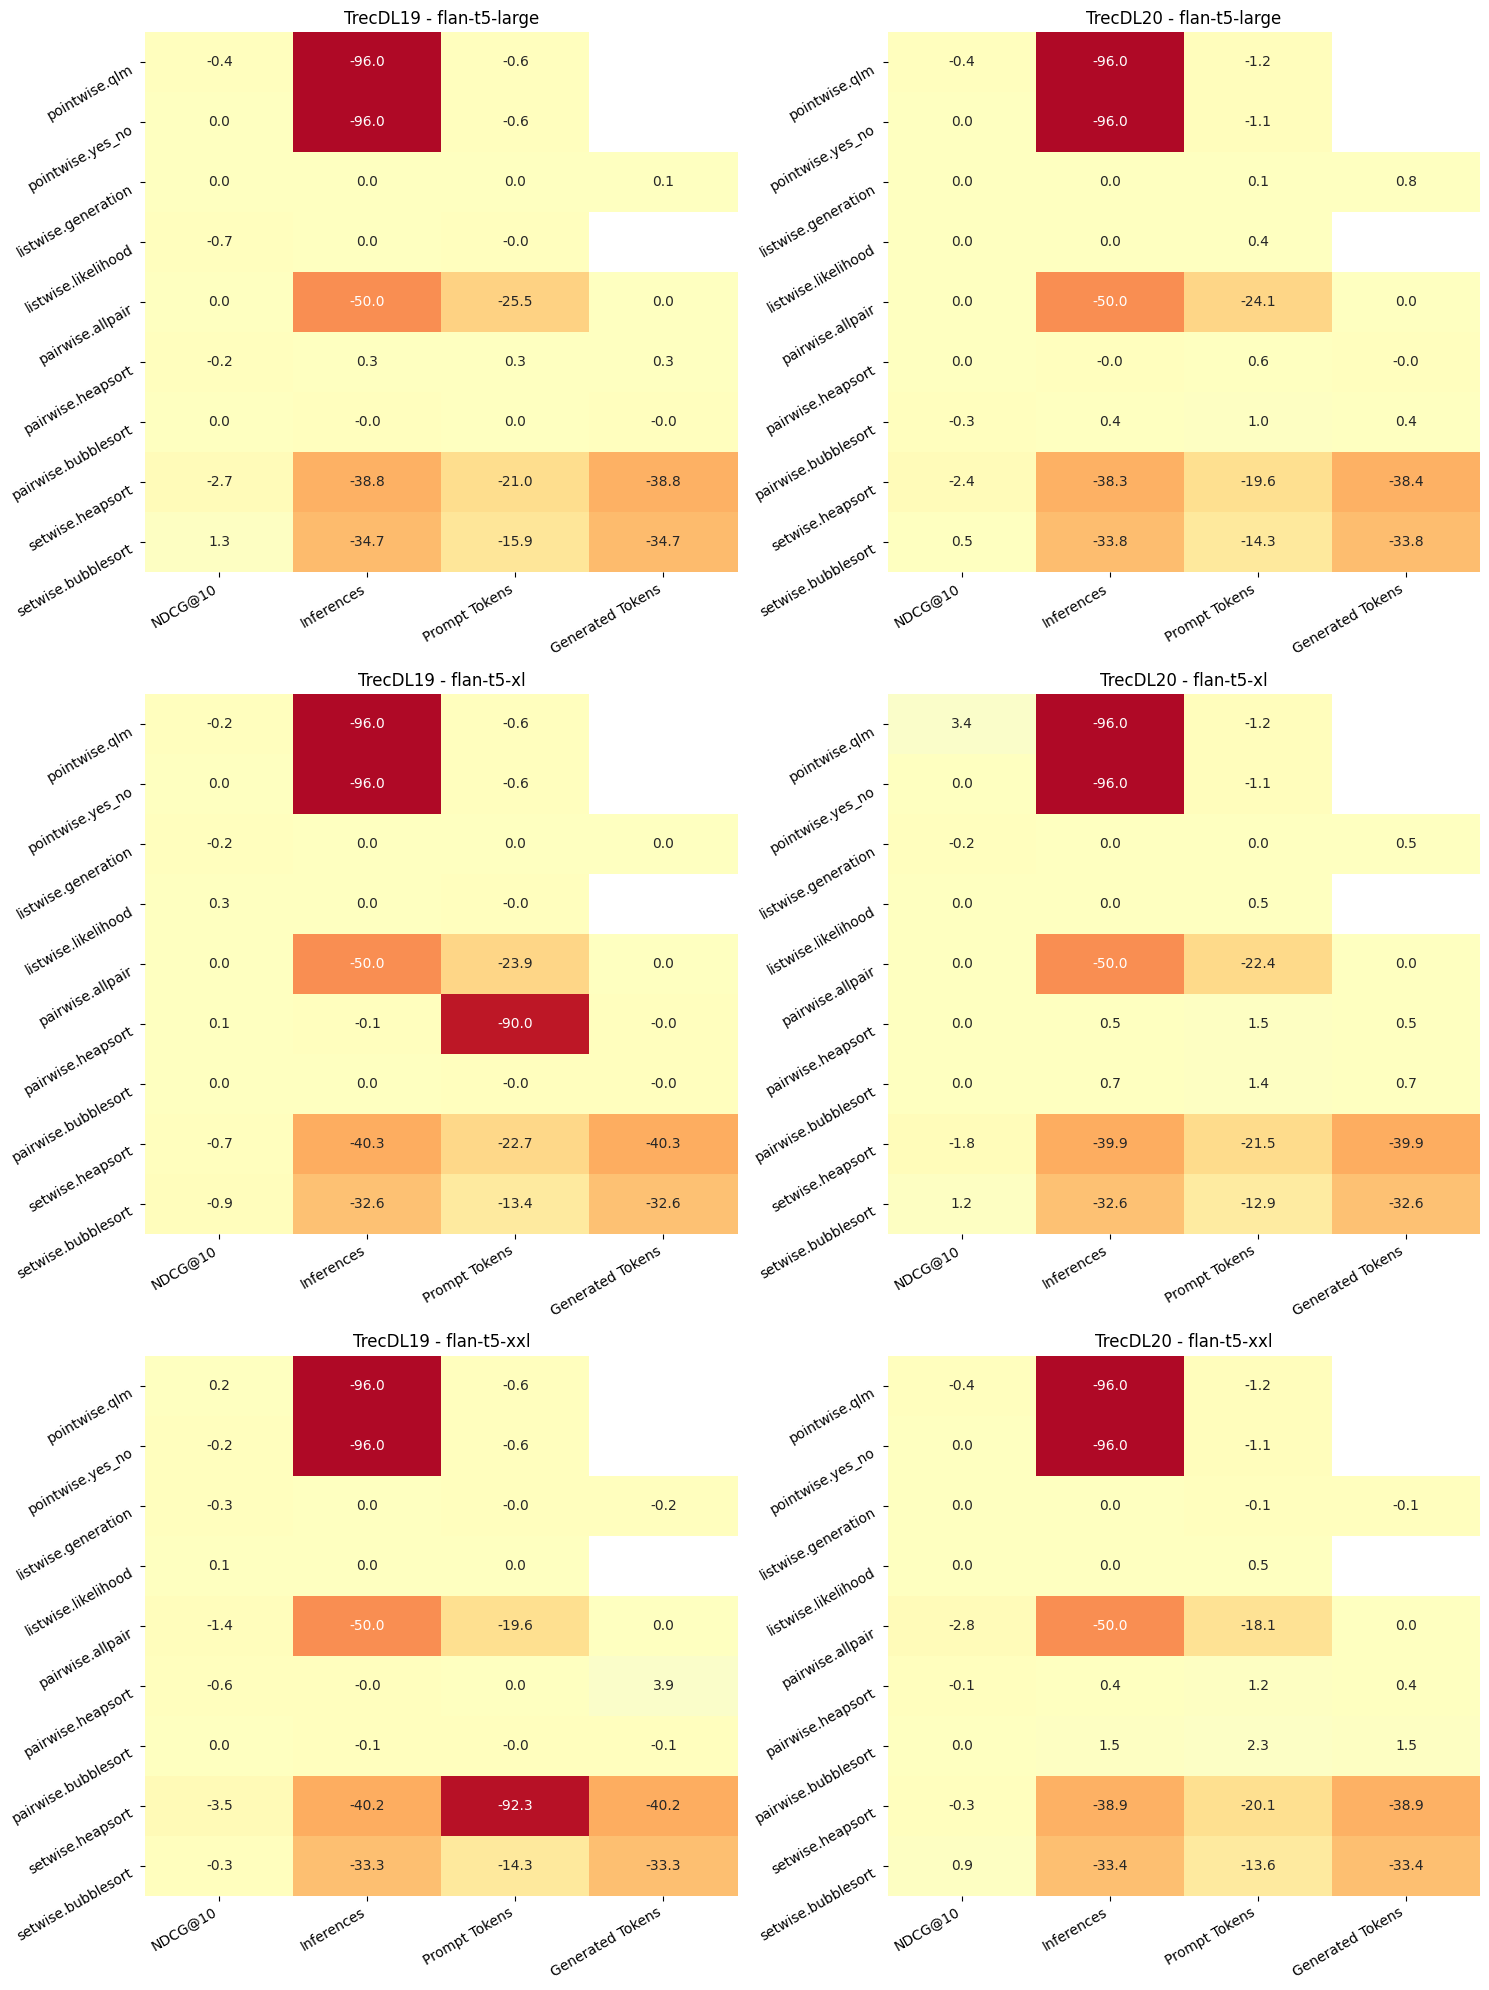 TrecDL19 - flan-t5-large
pointwise.qlm -0.4 -96.0 -0.6
pointwise.yes_no 0.0 -96.0 -0.6
listwise.generation 0.0 0.0 0.0 0.1
listwise.likelihood -0.7 0.0 -0.0
pairwise.allpair 0.0 -50.0 -25.5 0.0
pairwise.heapsort -0.2 0.3 0.3 0.3
pairwise.bubblesort 0.0 -0.0 0.0 -0.0
setwise.heapsort -2.7 -38.8 -21.0 -38.8
setwise.bubblesort 1.3 -34.7 -15.9 -34.7
NDCG@10 Inferences Prompt Tokens Generated Tokens
TrecDL20 - flan-t5-large
pointwise.qlm -0.4 -96.0 -1.2
pointwise.yes_no 0.0 -96.0 -1.1
listwise.generation 0.0 0.0 0.1 0.8
listwise.likelihood 0.0 0.0 0.4
pairwise.allpair 0.0 -50.0 -24.1 0.0
pairwise.heapsort 0.0 -0.0 0.6 -0.0
pairwise.bubblesort -0.3 0.4 1.0 0.4
setwise.heapsort -2.4 -38.3 -19.6 -38.4
setwise.bubblesort 0.5 -33.8 -14.3 -33.8
NDCG@10 Inferences Prompt Tokens Generated Tokens
TrecDL19 - flan-t5-xl
pointwise.qlm -0.2 -96.0 -0.6
pointwise.yes_no 0.0 -96.0 -0.6
listwise.generation -0.2 0.0 0.0 0.0
listwise.likelihood 0.3 0.0 -0.0
pairwise.allpair 0.0 -50.0 -23.9 0.0
pairwise.heapsort 0.1 -0.1 -90.0 -0.0
pairwise.bubblesort 0.0 0.0 -0.0 -0.0
setwise.heapsort -0.7 -40.3 -22.7 -40.3
setwise.bubblesort -0.9 -32.6 -13.4 -32.6
NDCG@10 Inferences Prompt Tokens Generated Tokens
TrecDL20 - flan-t5-xl
pointwise.qlm 3.4 -96.0 -1.2
pointwise.yes_no 0.0 -96.0 -1.1
listwise.generation -0.2 0.0 0.0 0.5
listwise.likelihood 0.0 0.0 0.5
pairwise.allpair 0.0 -50.0 -22.4 0.0
pairwise.heapsort 0.0 0.5 1.5 0.5
pairwise.bubblesort 0.0 0.7 1.4 0.7
setwise.heapsort -1.8 -39.9 -21.5 -39.9
setwise.bubblesort 1.2 -32.6 -12.9 -32.6
NDCG@10 Inferences Prompt Tokens Generated Tokens
TrecDL19 - flan-t5-xxl
pointwise.qlm 0.2 -96.0 -0.6
pointwise.yes_no -0.2 -96.0 -0.6
listwise.generation -0.3 0.0 -0.0 -0.2
listwise.likelihood 0.1 0.0 0.0
pairwise.allpair -1.4 -50.0 -19.6 0.0
pairwise.heapsort -0.6 -0.0 0.0 3.9
pairwise.bubblesort 0.0 -0.1 -0.0 -0.1
setwise.heapsort -3.5 -40.2 -92.3 -40.2
setwise.bubblesort -0.3 -33.3 -14.3 -33.3
NDCG@10 Inferences Prompt Tokens Generated Tokens
TrecDL20 - flan-t5-xxl
pointwise.qlm -0.4 -96.0 -1.2
pointwise.yes_no 0.0 -96.0 -1.1
listwise.generation 0.0 0.0 -0.1 -0.1
listwise.likelihood 0.0 0.0 0.5
pairwise.allpair -2.8 -50.0 -18.1 0.0
pairwise.heapsort -0.1 0.4 1.2 0.4
pairwise.bubblesort 0.0 1.5 2.3 1.5
setwise.heapsort -0.3 -38.9 -20.1 -38.9
setwise.bubblesort 0.9 -33.4 -13.6 -33.4
NDCG@10 Inferences Prompt Tokens Generated Tokens